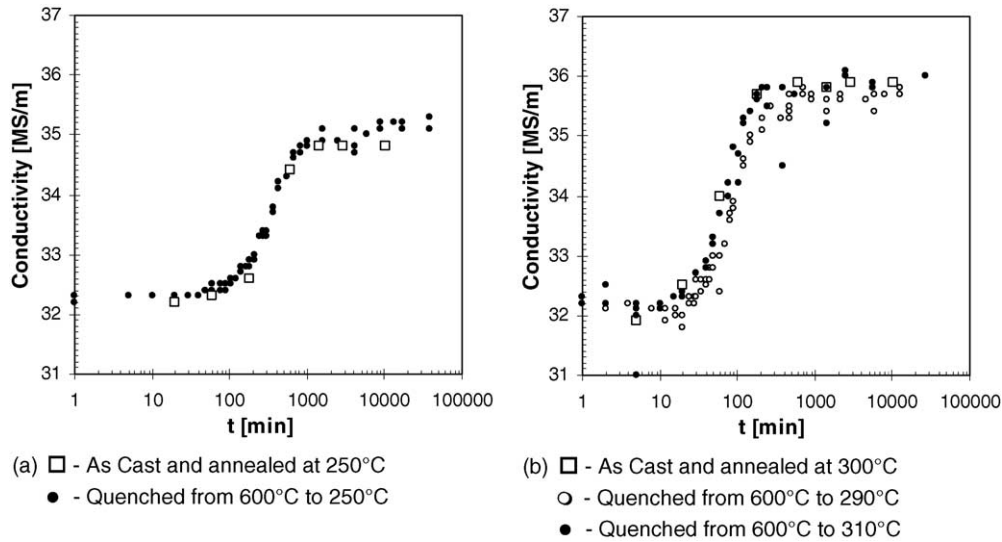 37
36
35
34
33
32
31
Conductivity [MS/m]
1 10 100 1000 10000 100000
t [min]
(a) □ - As Cast and annealed at 250°C
● - Quenched from 600°C to 250°C
37
36
35
34
33
32
31
Conductivity [MS/m]
1 10 100 1000 10000 100000
t [min]
(b) □ - As Cast and annealed at 300°C
○ - Quenched from 600°C to 290°C
● - Quenched from 600°C to 310°C